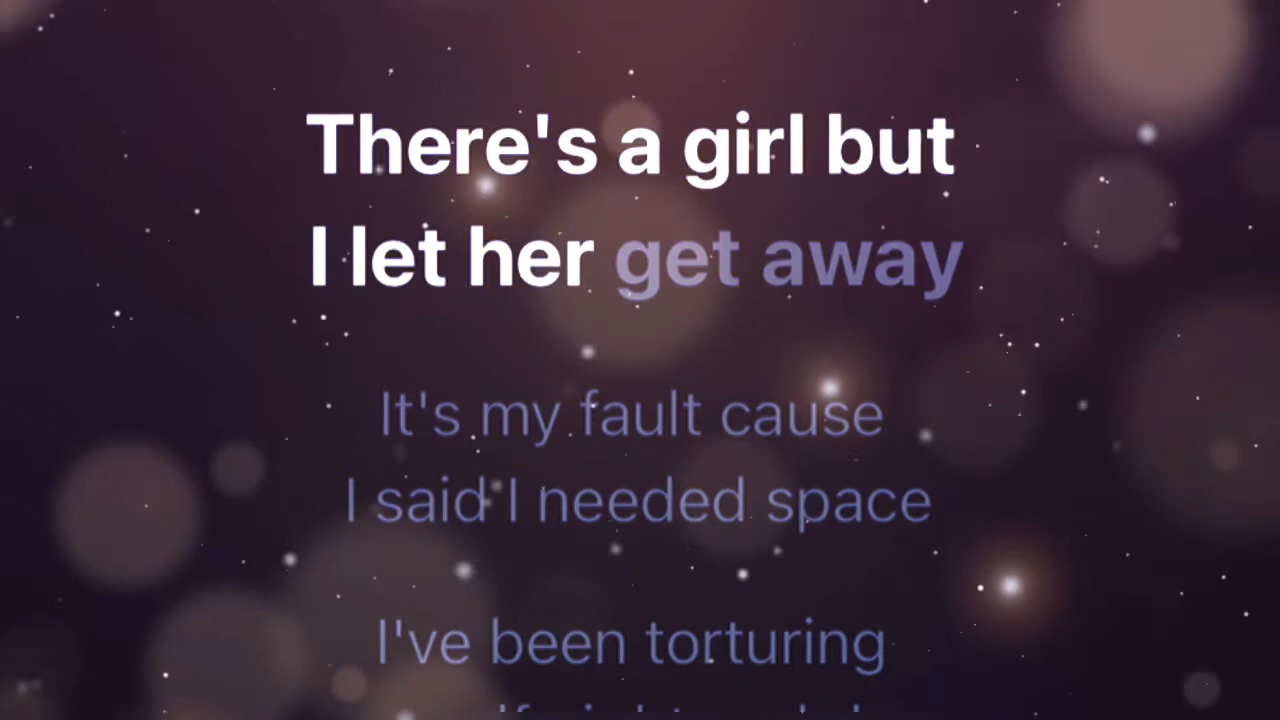 There's a girl but
I let her get away
It's my fault cause
I said I needed space
I've been torturing